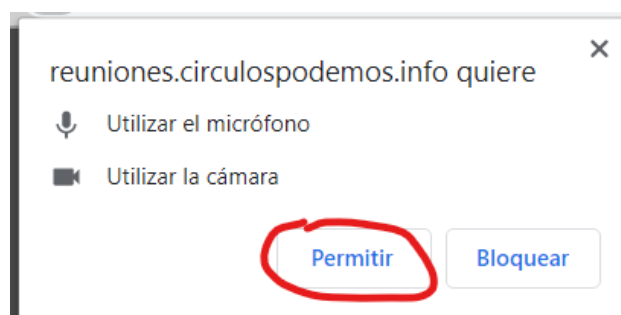 reuniones.circulospodemos.info quiere
Utilizar el micrófono
Utilizar la cámara
Permitir Bloquear